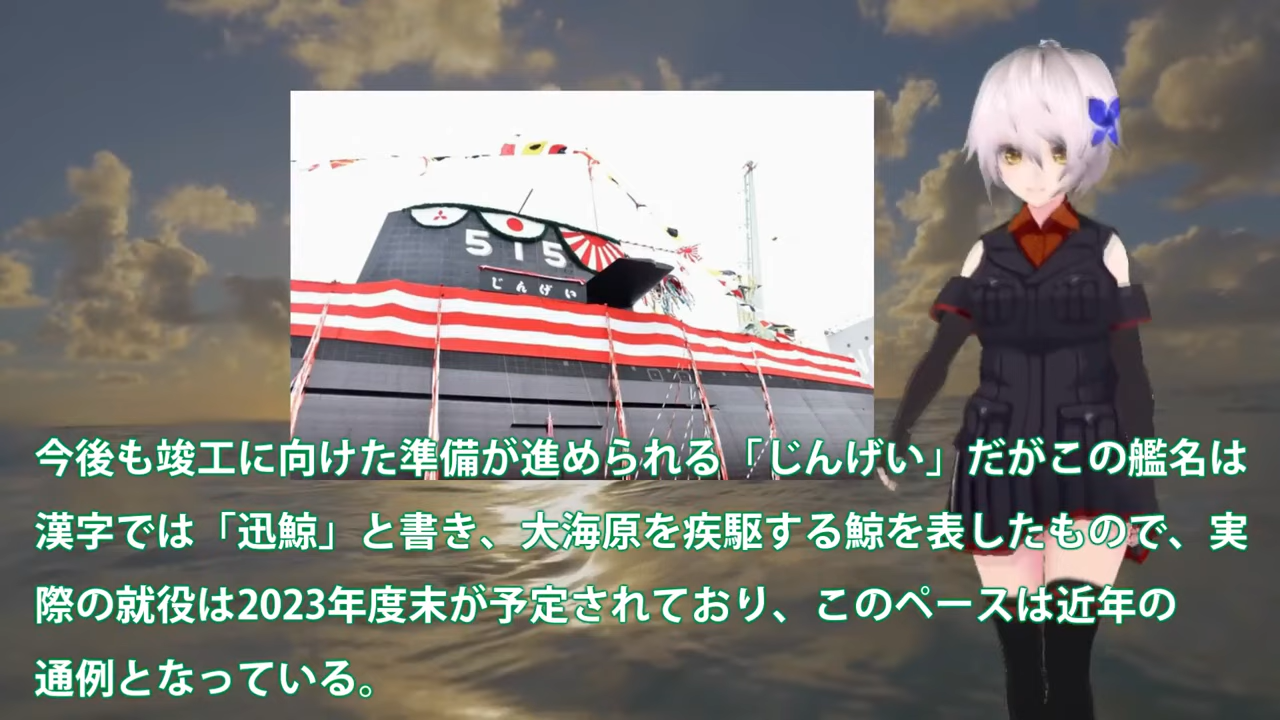 515
じんげい
今後も竣工に向けた準備が進められる「じんげい」だがこの艦名は
漢字では「迅鯨」と書き、大海原を疾駆する鯨を表したもので、実
際の就役は2023年度末が予定されており、このペースは近年の
通例となっている。